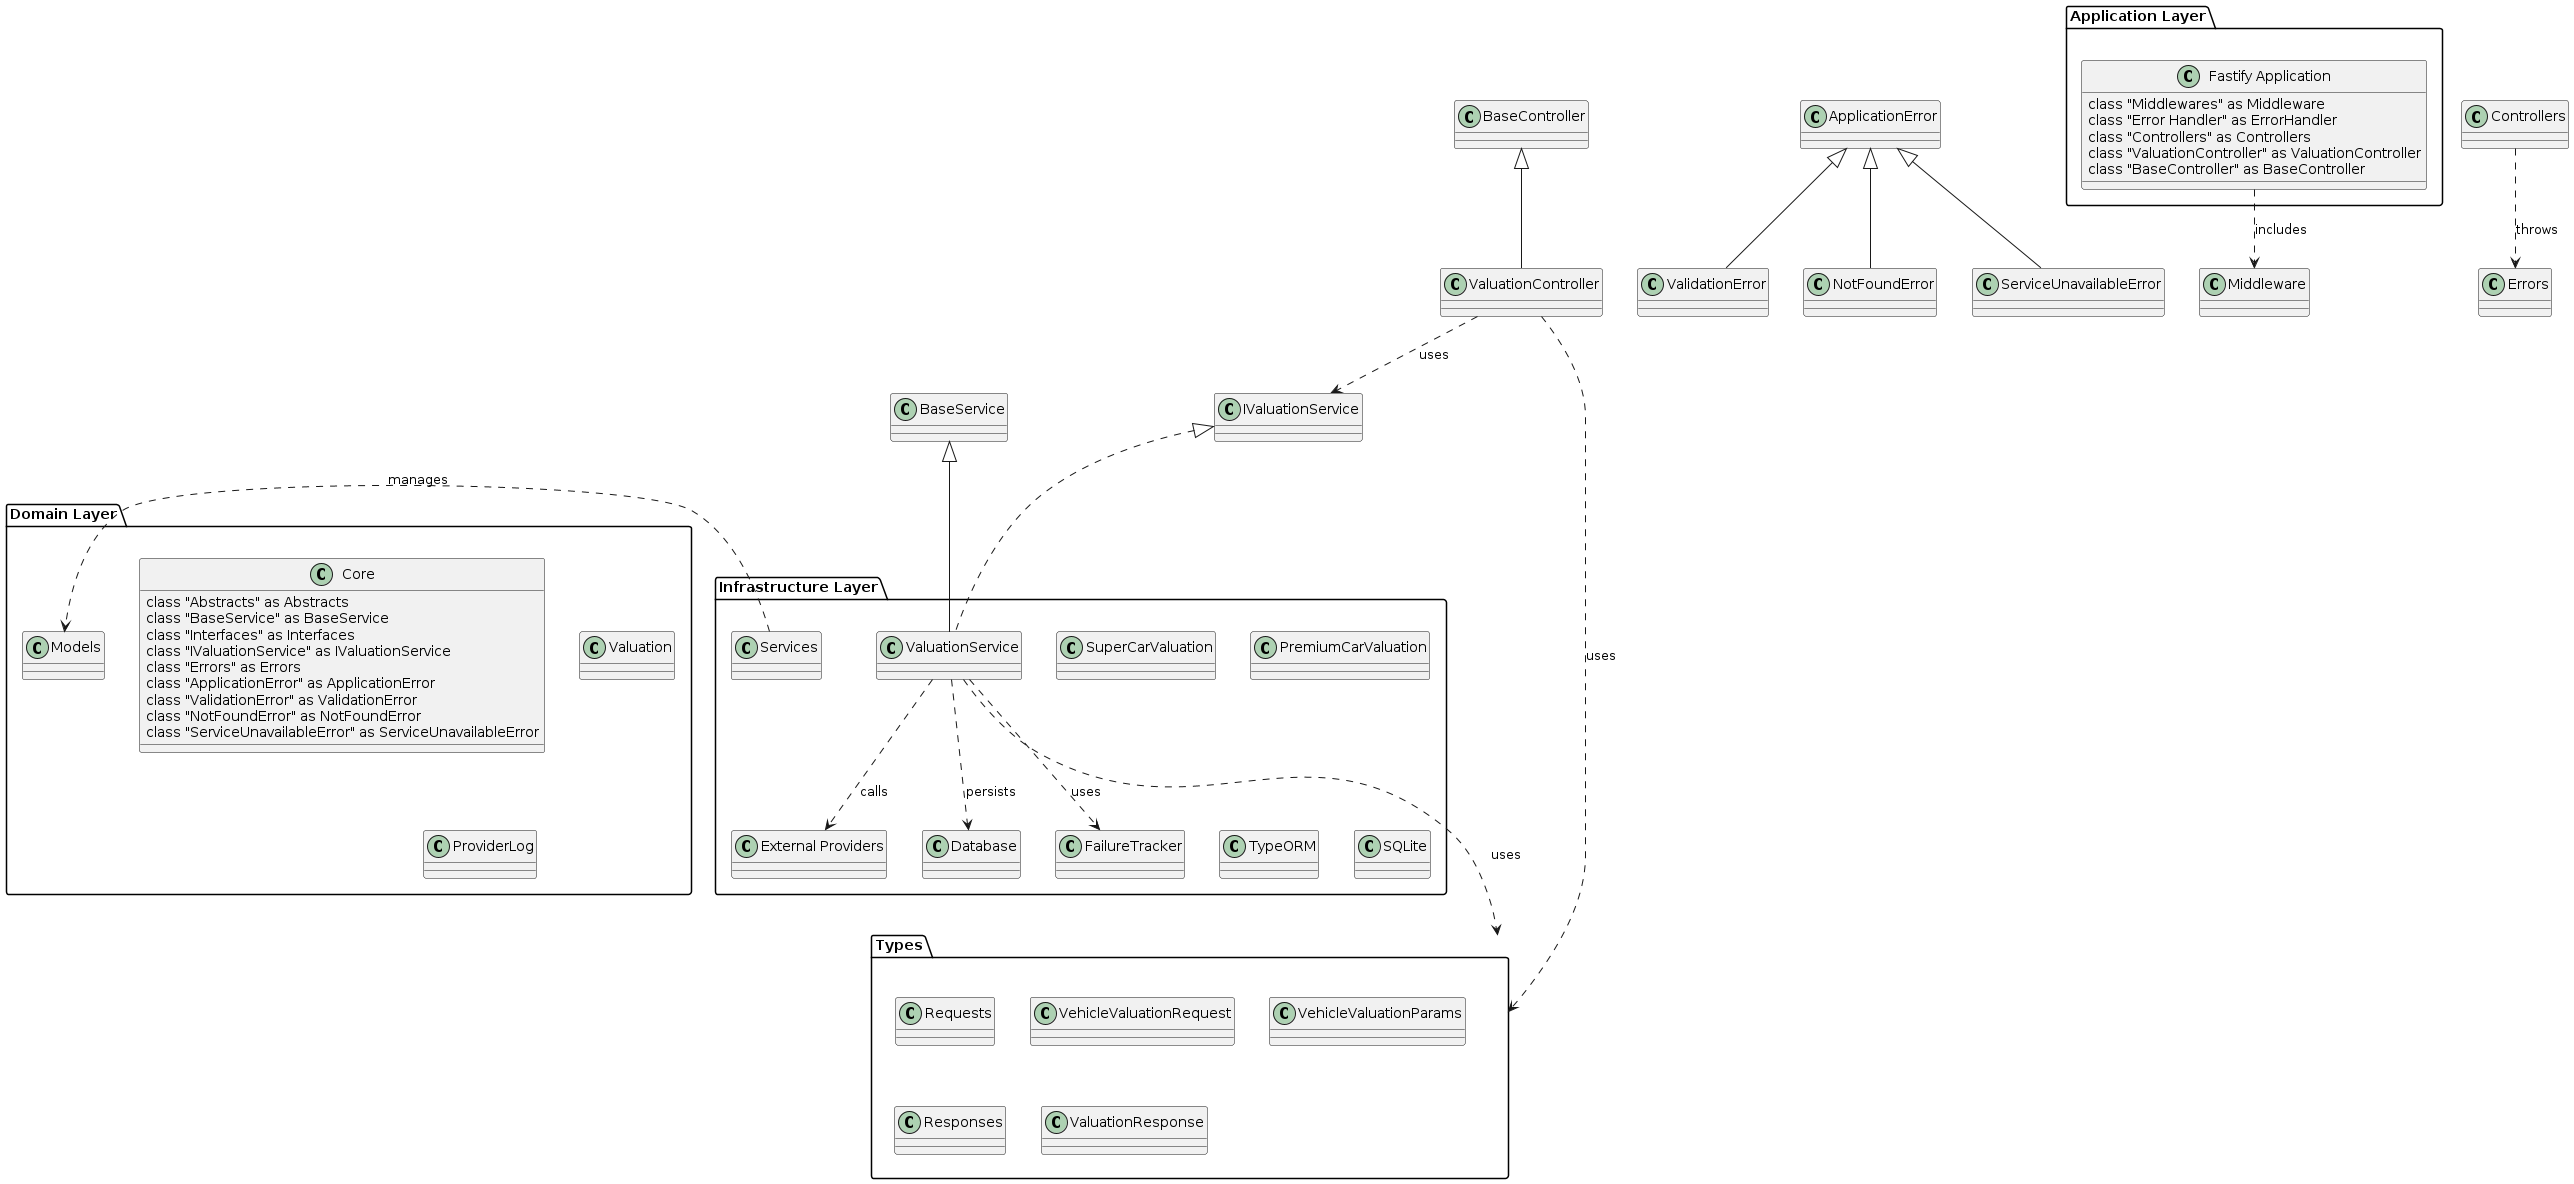 Application Layer
C Fastify Application
class "Middlewares" as Middleware
class "Error Handler" as ErrorHandler
class "Controllers" as Controllers
class "ValuationController" as ValuationController
class "BaseController" as BaseController
C BaseController
C ApplicationError
C Controllers
includes
throws
C ValuationController
C ValidationError
C NotFoundError
C ServiceUnavailableError
C Middleware
C Errors
uses
C BaseService
C IValuationService
manages
Domain Layer
C Core
class "Abstracts" as Abstracts
class "BaseService" as BaseService
class "Interfaces" as Interfaces
class "IValuationService" as IValuationService
class "Errors" as Errors
class "ApplicationError" as ApplicationError
class "ValidationError" as ValidationError
class "NotFoundError" as NotFoundError
class "ServiceUnavailableError" as ServiceUnavailableError
C Models
C Valuation
C ProviderLog
Infrastructure Layer
C Services
C ValuationService
C SuperCarValuation
C PremiumCarValuation
uses
calls
persists
uses
C External Providers
C Database
C FailureTracker
C TypeORM
C SQLite
uses
Types
C Requests
C VehicleValuationRequest
C VehicleValuationParams
C Responses
C ValuationResponse